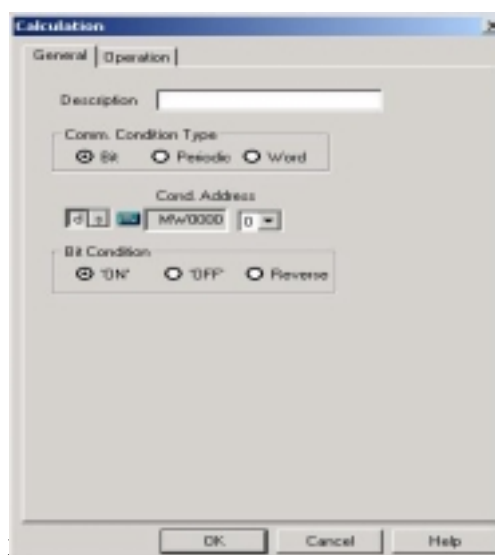 Calculation
General Operation
Description
Comm. Condition Type
Bit Periodic Word
Cond. Address
MW0000 0
Bit Condition
'ON' 'OFF' Reverse
OK Cancel Help